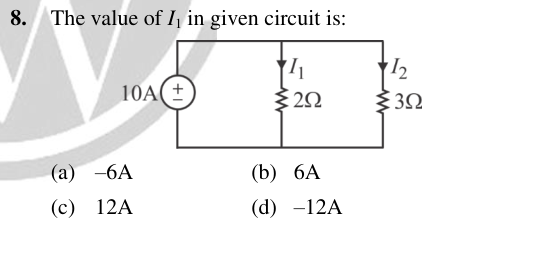 8. The value of I₁ in given circuit is:
I₁ I₂
10A + − 2Ω 3Ω
(a) –6A (b) 6A
(c) 12A (d) –12A